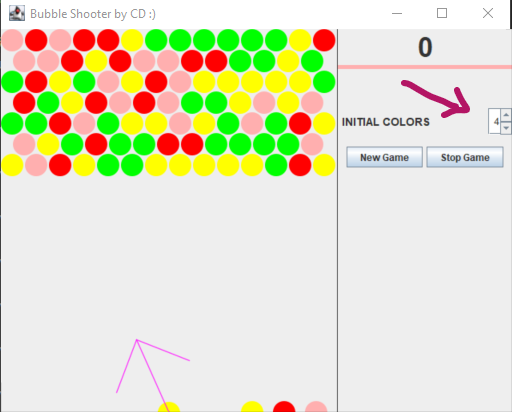 Bubble Shooter by CD :)
0
INITIAL COLORS 4
New Game Stop Game